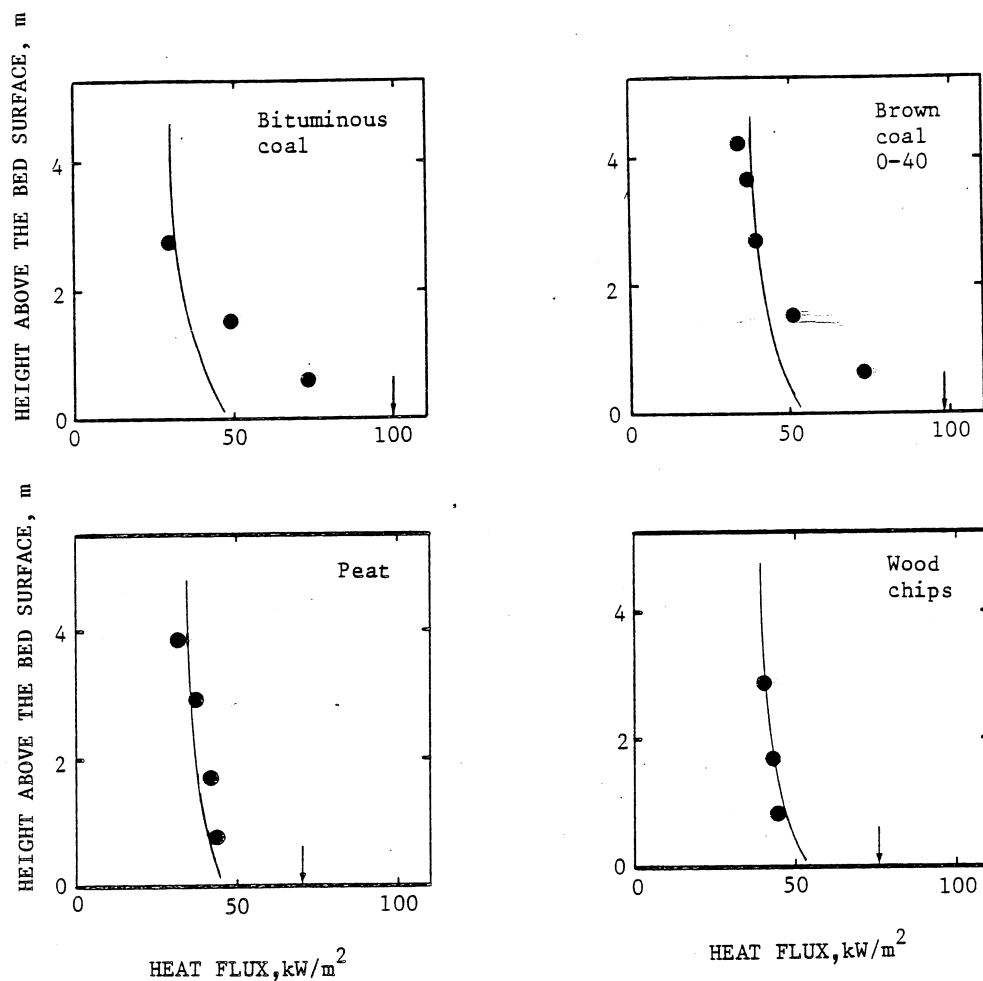 HEIGHT ABOVE THE BED SURFACE, m
Bituminous
coal
4
2
0
0
50
100
Brown
coal
0-40
4
2
0
0
50
100
HEIGHT ABOVE THE BED SURFACE, m
Peat
4
2
0
0
50
100
HEAT FLUX,kW/m2
Wood
chips
4
2
0
0
50
100
HEAT FLUX,kW/m2